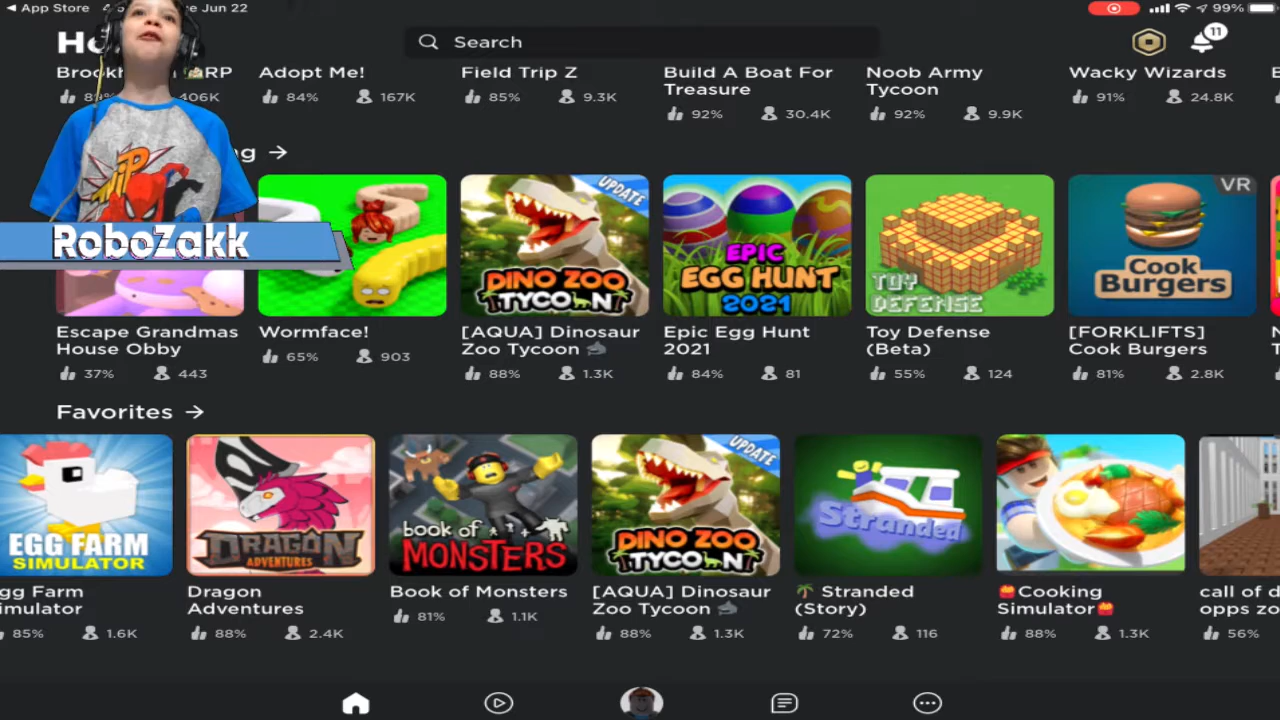 App Store
Jun 22
99%
Search
11
RP
Adopt Me!
Field Trip Z
Build A Boat For
Treasure
Noob Army
Tycoon
Wacky Wizards
406K
84% 167K
85% 9.3K
92% 30.4K
92% 9.9K
91% 24.8K
RoboZakk
UPDATE
DINO ZOO
TYCOON
EPIC
EGG HUNT
2021
TOY
DEFENSE
VR
Cook
Burgers
Escape Grandmas
House Obby
37% 443
Wormface!
65% 903
[AQUA] Dinosaur
Zoo Tycoon
88% 1.3K
Epic Egg Hunt
2021
84% 81
Toy Defense
(Beta)
55% 124
[FORKLIFTS]
Cook Burgers
81% 2.8K
Favorites →
EGG FARM
SIMULATOR
DRAGON
ADVENTURES
book of
MONSTERS
UPDATE
DINO ZOO
TYCOON
Stranded
gg Farm
imulator
85% 1.6K
Dragon
Adventures
88% 2.4K
Book of Monsters
81% 1.1K
[AQUA] Dinosaur
Zoo Tycoon
88% 1.3K
Stranded
(Story)
72% 116
Cooking
Simulator
88% 1.3K
call of d
opps zo
56%